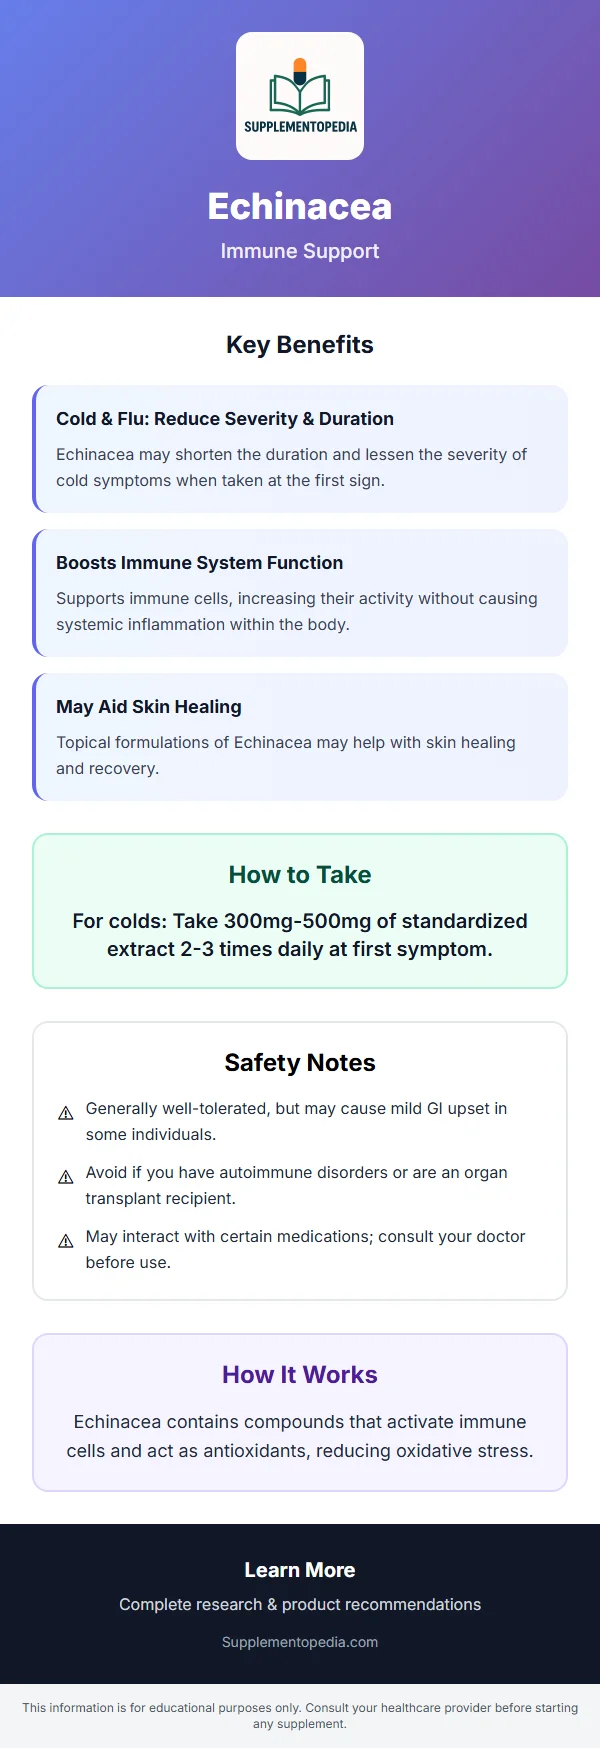 SUPPLEMENTOPEDIA
Echinacea
Immune Support
Key Benefits
Cold & Flu: Reduce Severity & Duration
Echinacea may shorten the duration and lessen the severity of
cold symptoms when taken at the first sign.
Boosts Immune System Function
Supports immune cells, increasing their activity without causing
systemic inflammation within the body.
May Aid Skin Healing
Topical formulations of Echinacea may help with skin healing
and recovery.
How to Take
For colds: Take 300mg-500mg of standardized
extract 2-3 times daily at first symptom.
Safety Notes
⚠ Generally well-tolerated, but may cause mild GI upset in
some individuals.
⚠ Avoid if you have autoimmune disorders or are an organ
transplant recipient.
⚠ May interact with certain medications; consult your doctor
before use.
How It Works
Echinacea contains compounds that activate immune
cells and act as antioxidants, reducing oxidative stress.
Learn More
Complete research & product recommendations
Supplementopedia.com
This information is for educational purposes only. Consult your healthcare provider before starting
any supplement.